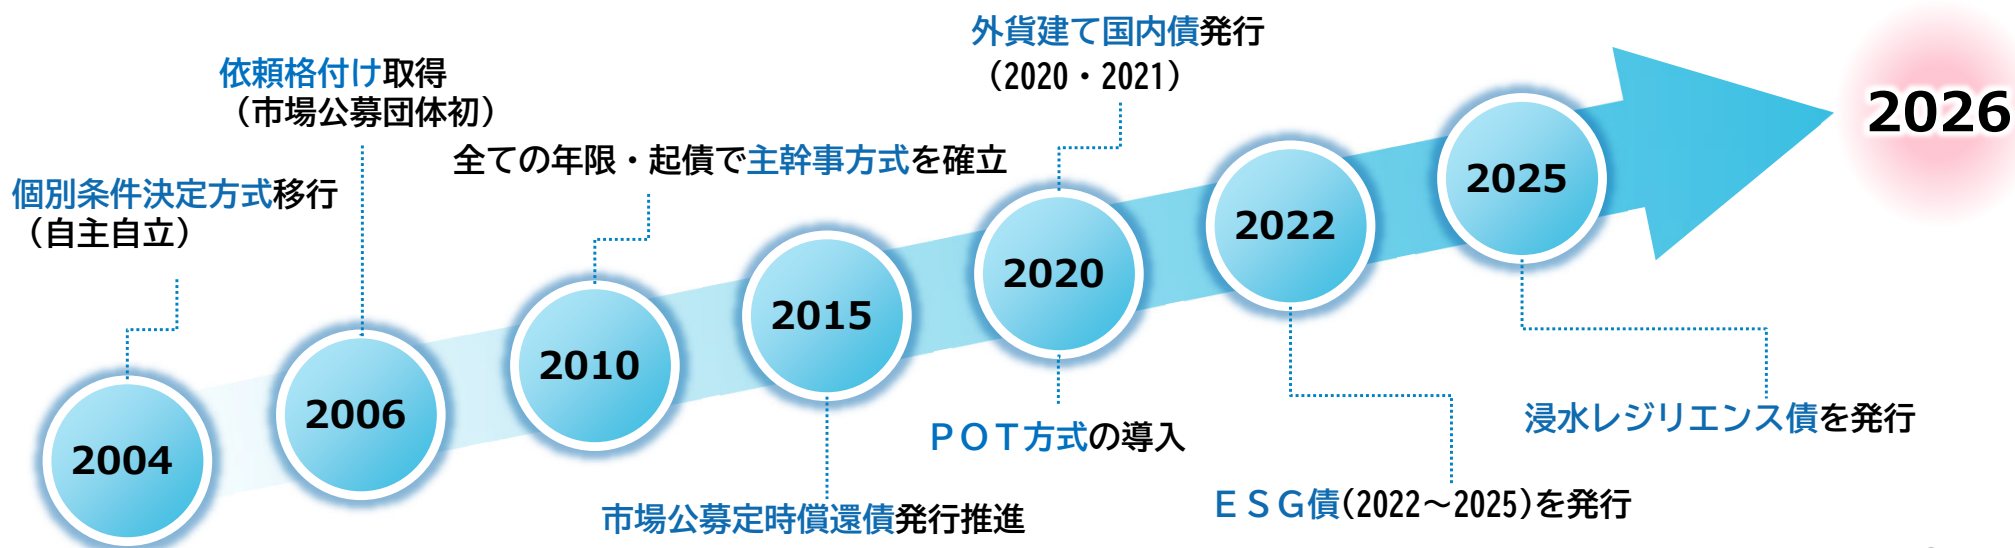 外貨建て国内債発行
(2020・2021)
依頼格付け取得
(市場公募団体初)
2026
全ての年限・起債で主幹事方式を確立
個別条件決定方式移行
(自主自立)
2025
2022
2020
2015
2010
2006
2004
浸水レジリエンス債を発行
POT方式の導入
ESG債(2022～2025)を発行
市場公募定時償還債発行推進